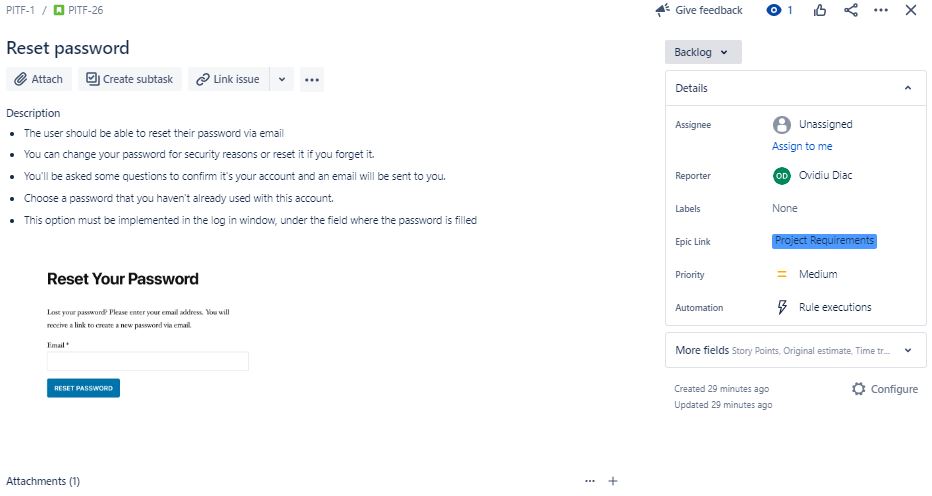 PITF-1 / PITF-26
Give feedback
1
Reset password
Attach
Create subtask
Link issue
Description
The user should be able to reset their password via email
You can change your password for security reasons or reset it if you forget it.
You'll be asked some questions to confirm it's your account and an email will be sent to you.
Choose a password that you haven't already used with this account.
This option must be implemented in the log in window, under the field where the password is filled
Reset Your Password
Lost your password? Please enter your email address. You will
receive a link to create a new password via email.
Email *
RESET PASSWORD
Attachments (1)
Backlog
Details
Assignee
Unassigned
Assign to me
Reporter
OD Ovidiu Diac
Labels
None
Epic Link
Project Requirements
Priority
Medium
Automation
Rule executions
More fields Story Points, Original estimate, Time tr...
Created 29 minutes ago
Configure
Updated 29 minutes ago